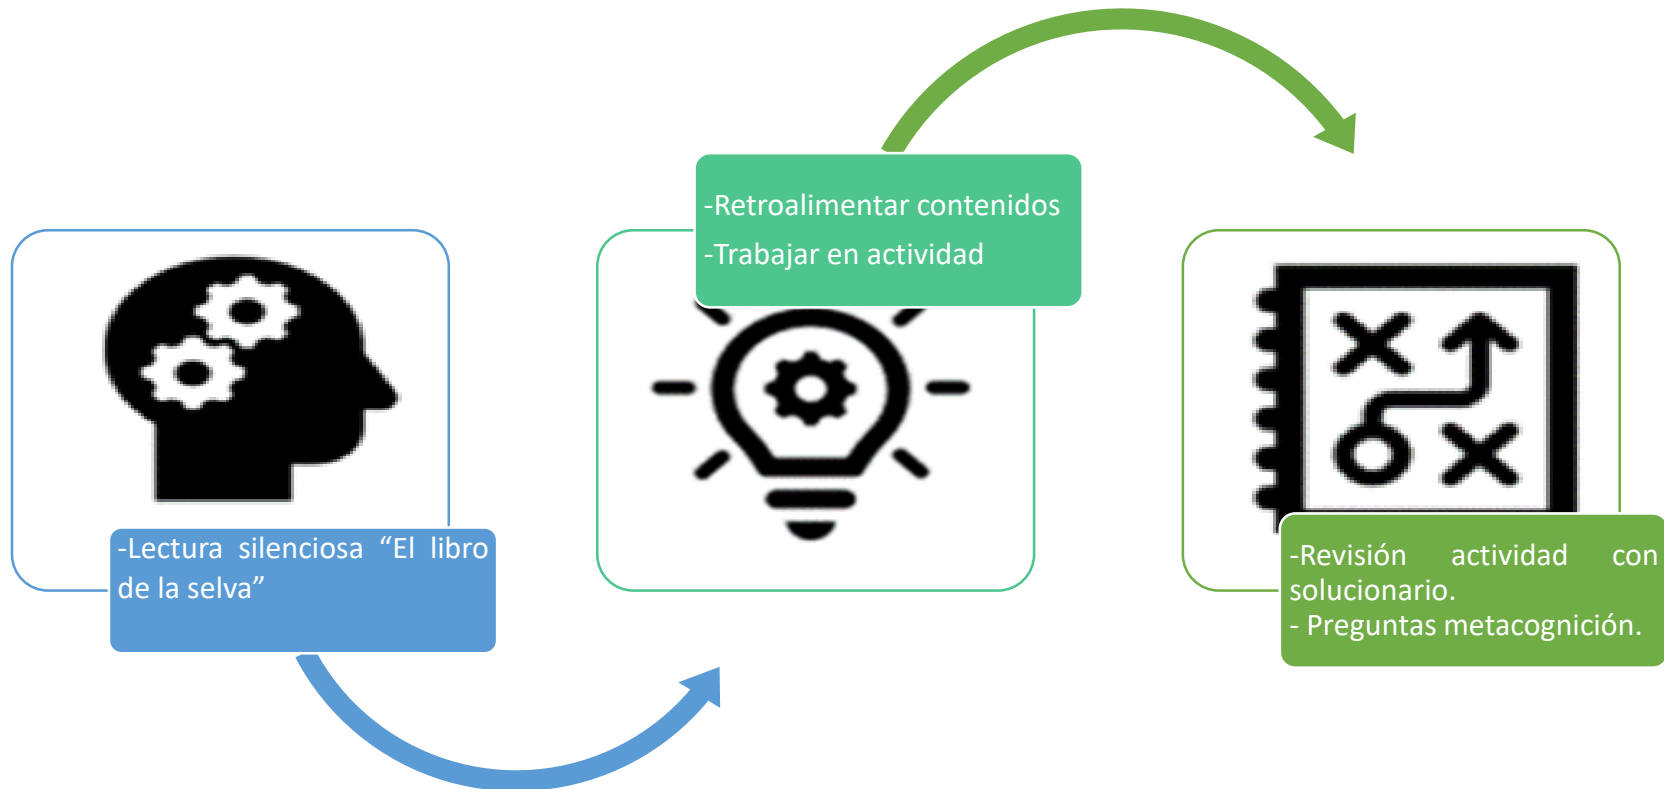 -Lectura silenciosa “El libro
de la selva”
-Retroalimentar contenidos
-Trabajar en actividad
-Revisión actividad con
solucionario.
- Preguntas metacognición.